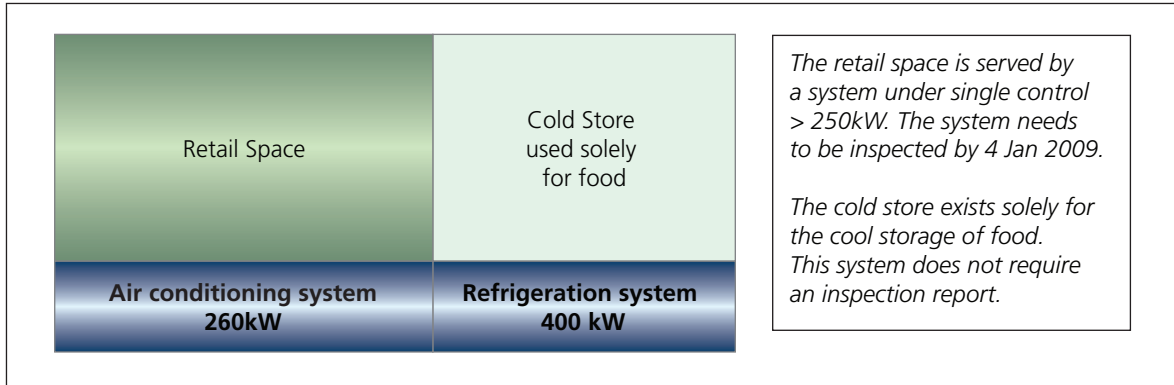 Retail Space
Cold Store
used solely
for food
Air conditioning system
260kW
Refrigeration system
400 kW
The retail space is served by
a system under single control
> 250kW. The system needs
to be inspected by 4 Jan 2009.
The cold store exists solely for
the cool storage of food.
This system does not require
an inspection report.